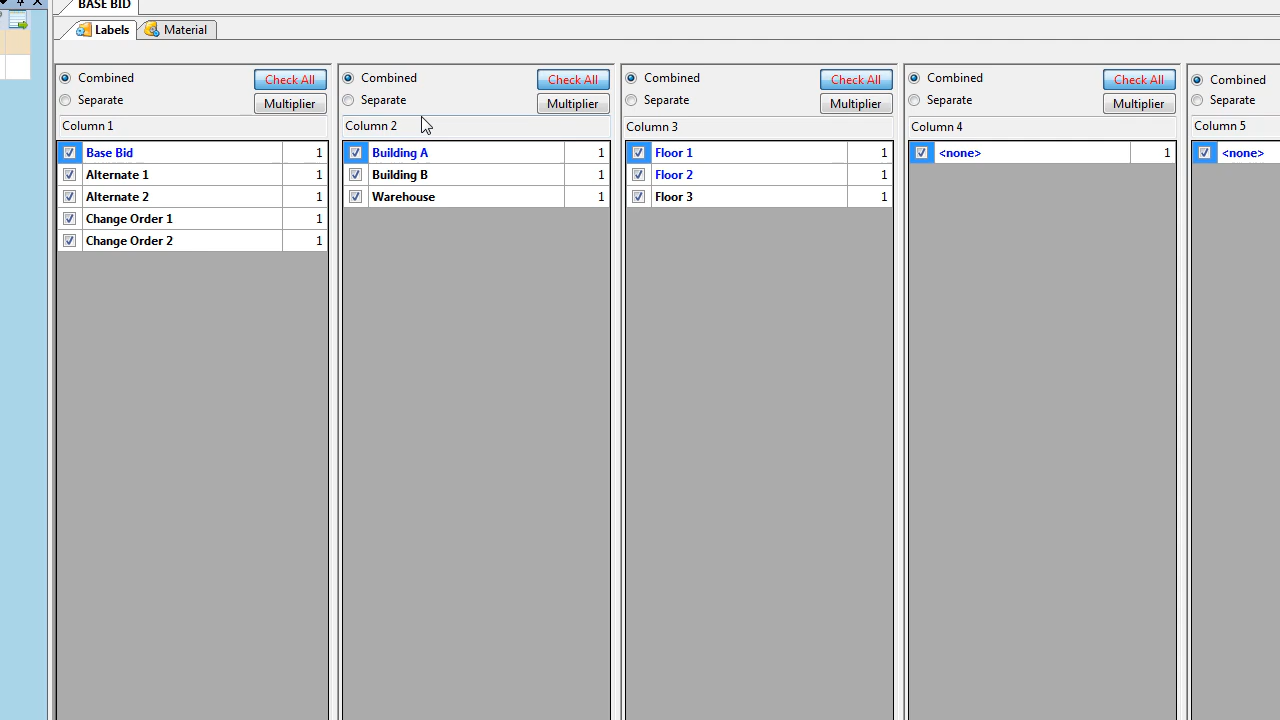 BASE BID
Labels Material
Combined Check All
Separate Multiplier
Column 1
Base Bid 1
Alternate 1 1
Alternate 2 1
Change Order 1 1
Change Order 2 1
Combined Check All
Separate Multiplier
Column 2
Building A 1
Building B 1
Warehouse 1
Combined Check All
Separate Multiplier
Column 3
Floor 1 1
Floor 2 1
Floor 3 1
Combined Check All
Separate Multiplier
Column 4
<none> 1
Combined
Separate
Column 5
<none>